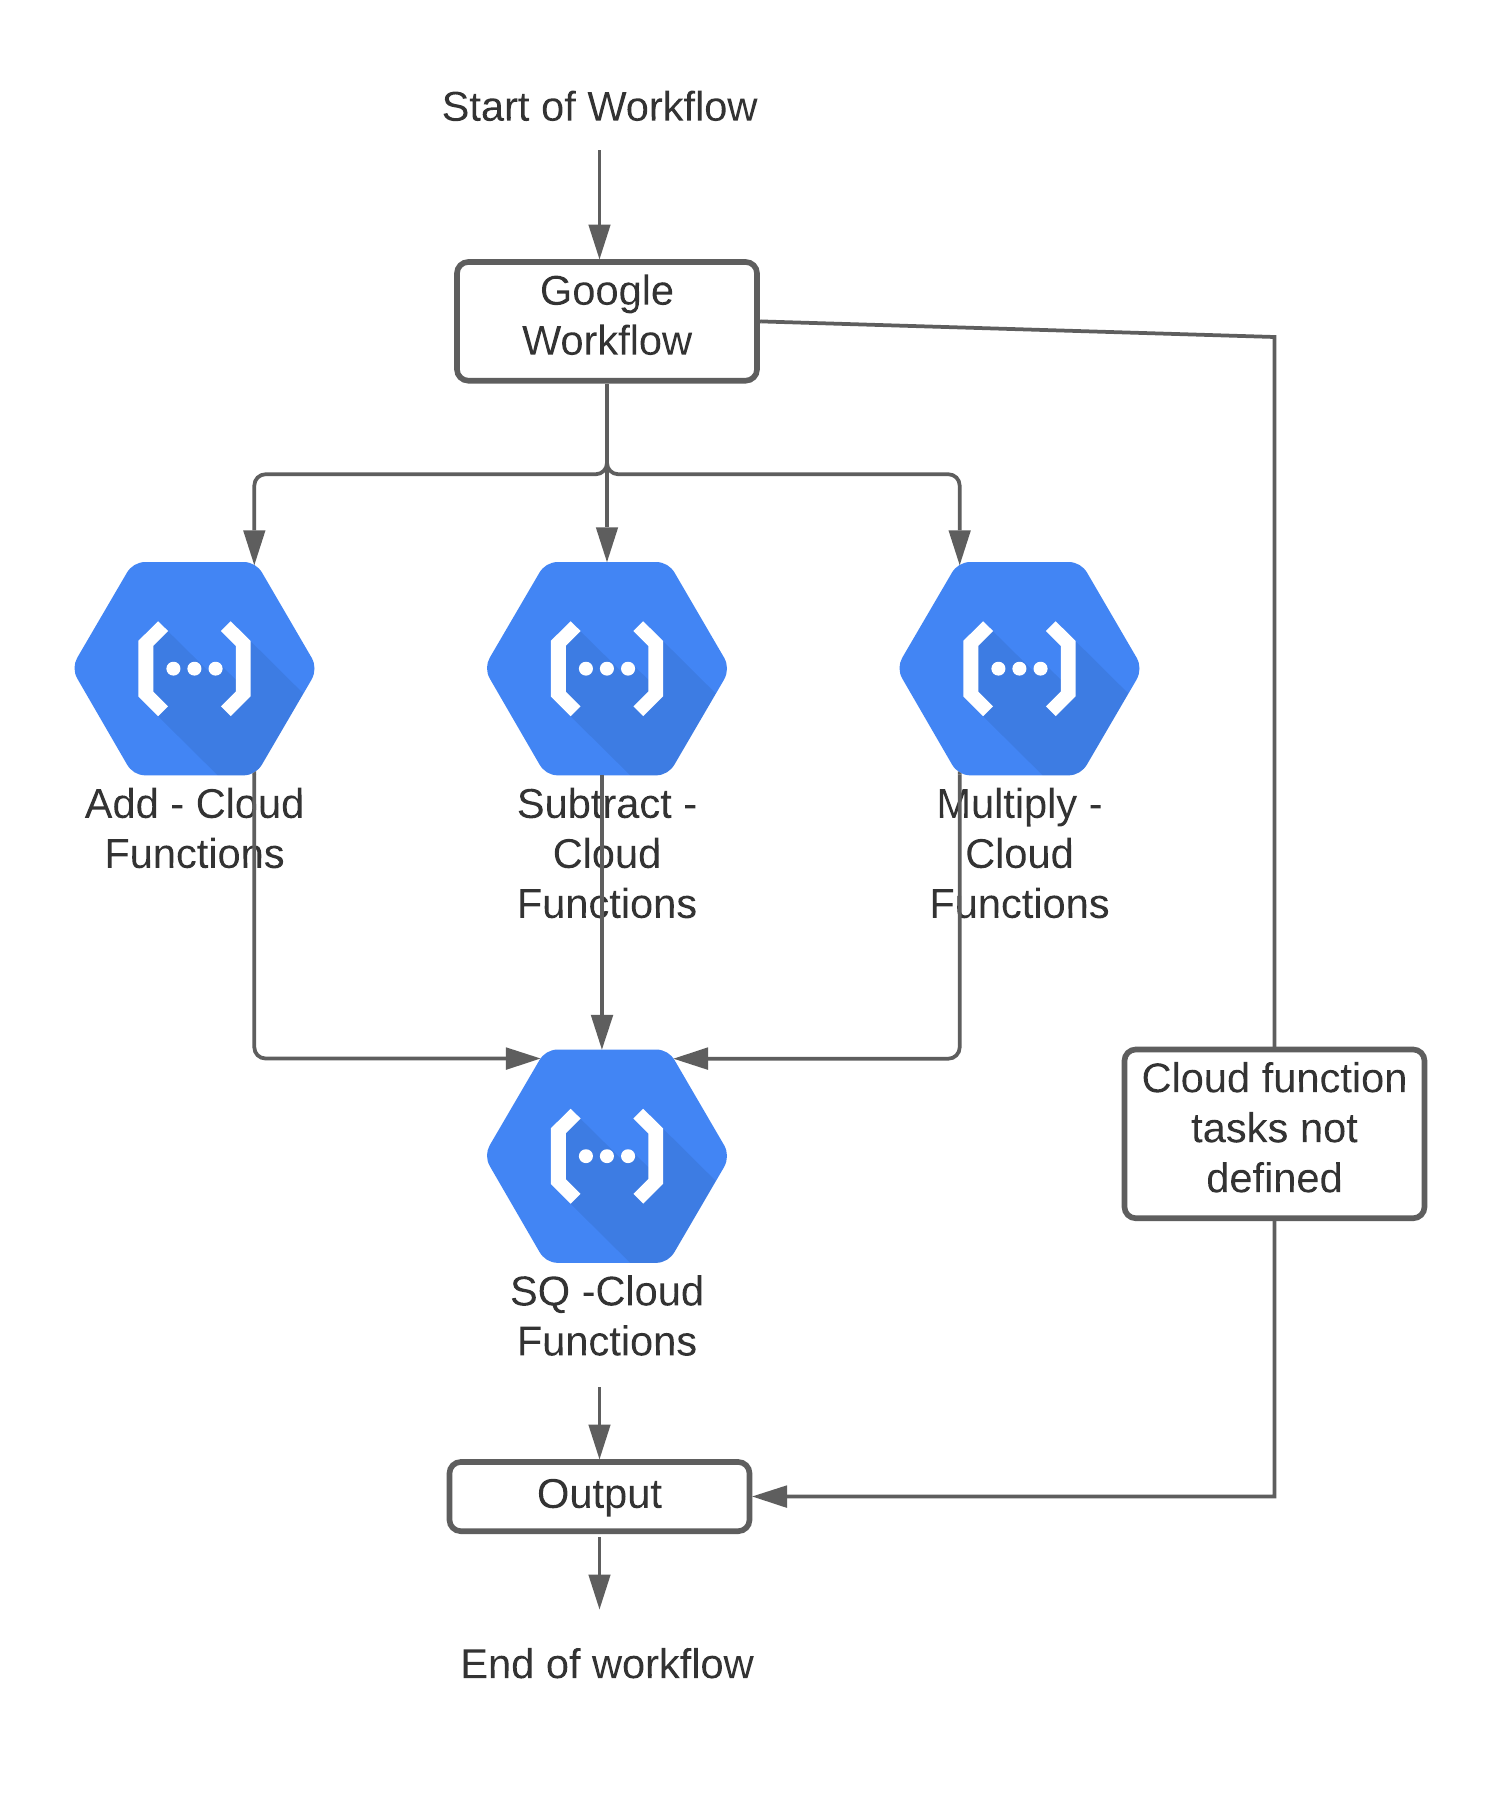 Start of Workflow
Google
Workflow
Add - Cloud
Functions
Subtract -
Cloud
Functions
Multiply -
Cloud
Functions
Cloud function
tasks not
defined
SQ -Cloud
Functions
Output
End of workflow